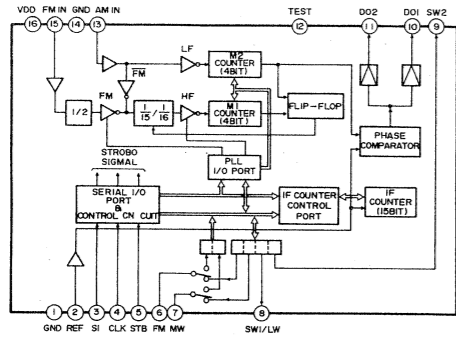 VDD FM IN GND AM IN TEST DO2 DO1 SW2
16 15 14 13 12 11 10 9
LF
M2
COUNTER
(4BIT)
FM
FM
HF
1/2
1/15 1/16
M1
COUNTER
(4BIT)
FLIP-FLOP
STROBO
SIGMAL
PLL
I/O PORT
PHASE
COMPARATOR
SERIAL I/O
PORT
&
CONTROL CN CUIT
IF COUNTER
CONTROL
PORT
IF
COUNTER
(15BIT)
1 2 3 4 5 6 7 8
GND REF SI CLK STB FM MW SW1/LW